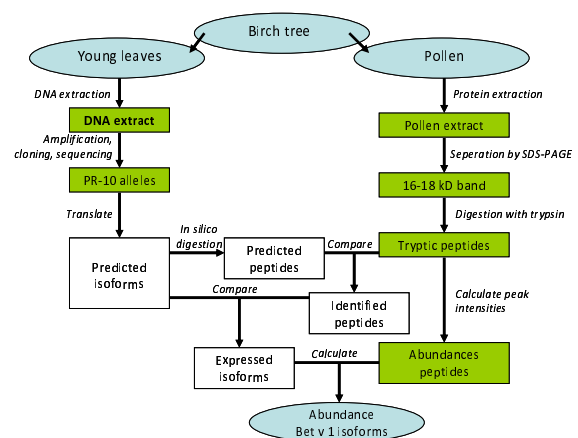 Birch tree
Young leaves
Pollen
DNA extraction
Protein extraction
DNA extract
Pollen extract
Amplification,
cloning, sequencing
Seperation by SDS-PAGE
PR-10 alleles
16-18 kD band
Translate
Digestion with trypsin
In silico
digestion
Predicted
isoforms
Predicted
peptides
Compare
Tryptic peptides
Compare
Identified
peptides
Calculate peak
intensities
Expressed
isoforms
Calculate
Abundances
peptides
Abundance
Bet v 1 isoforms